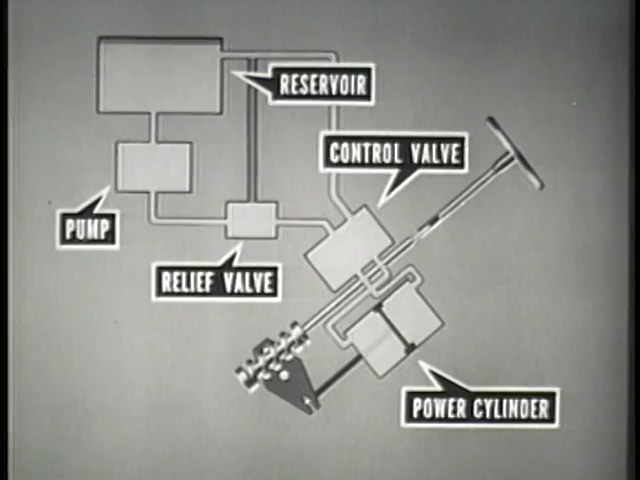 RESERVOIR
CONTROL VALVE
PUMP
RELIEF VALVE
POWER CYLINDER